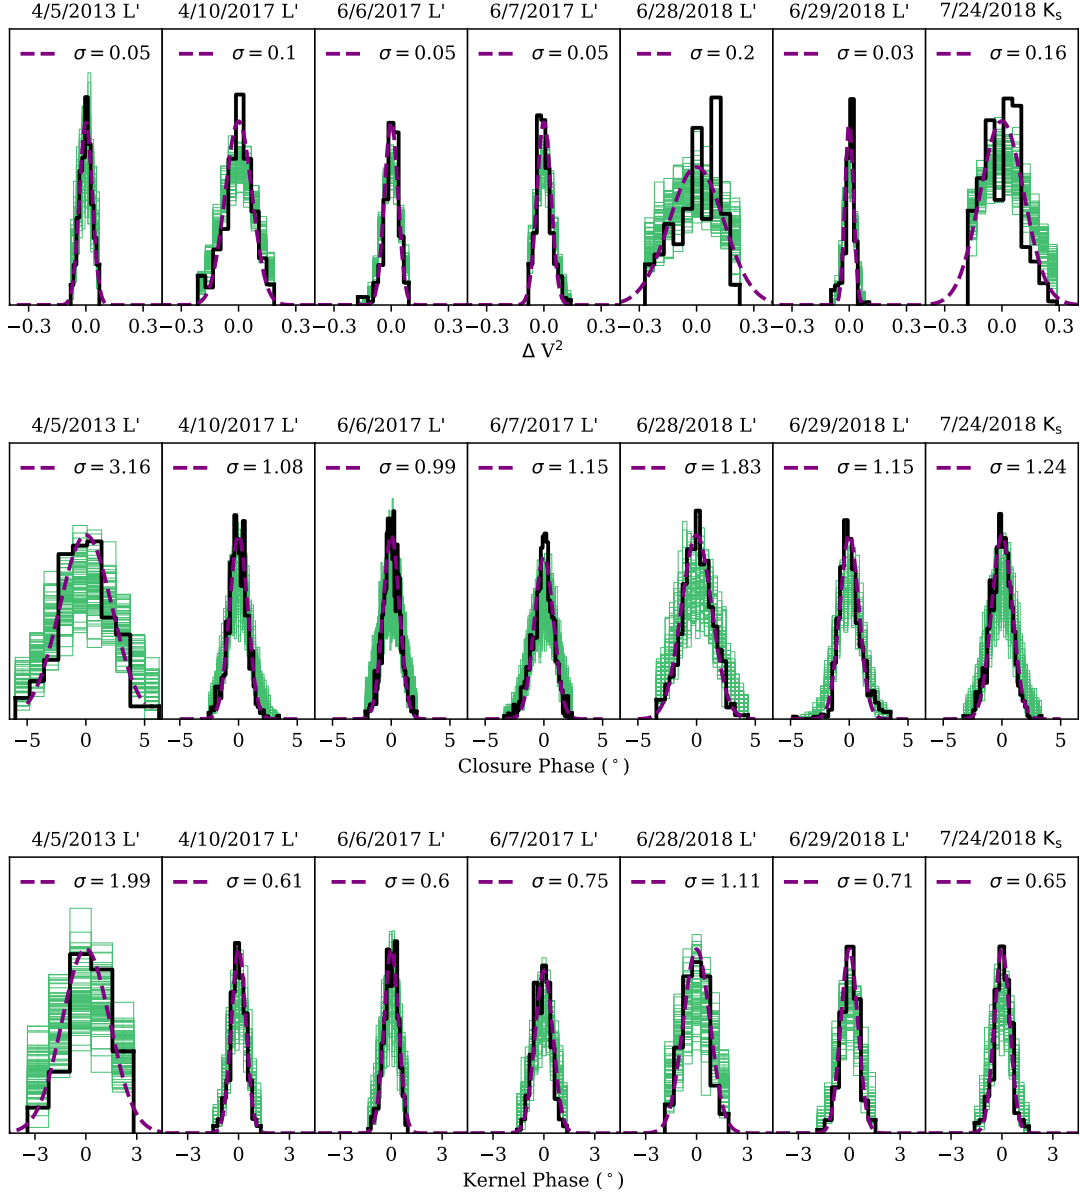 4/5/2013 L' 4/10/2017 L' 6/6/2017 L' 6/7/2017 L' 6/28/2018 L' 6/29/2018 L' 7/24/2018 Ks
σ = 0.05 σ = 0.1 σ = 0.05 σ = 0.05 σ = 0.2 σ = 0.03 σ = 0.16
−0.3 0.0 0.3 −0.3 0.0 0.3 −0.3 0.0 0.3 −0.3 0.0 0.3 −0.3 0.0 0.3 −0.3 0.0 0.3 −0.3 0.0 0.3
Δ V²
4/5/2013 L' 4/10/2017 L' 6/6/2017 L' 6/7/2017 L' 6/28/2018 L' 6/29/2018 L' 7/24/2018 Ks
σ = 3.16 σ = 1.08 σ = 0.99 σ = 1.15 σ = 1.83 σ = 1.15 σ = 1.24
−5 0 5 −5 0 5 −5 0 5 −5 0 5 −5 0 5 −5 0 5 −5 0 5
Closure Phase (°)
4/5/2013 L' 4/10/2017 L' 6/6/2017 L' 6/7/2017 L' 6/28/2018 L' 6/29/2018 L' 7/24/2018 Ks
σ = 1.99 σ = 0.61 σ = 0.6 σ = 0.75 σ = 1.11 σ = 0.71 σ = 0.65
−3 0 3 −3 0 3 −3 0 3 −3 0 3 −3 0 3 −3 0 3 −3 0 3
Kernel Phase (°)